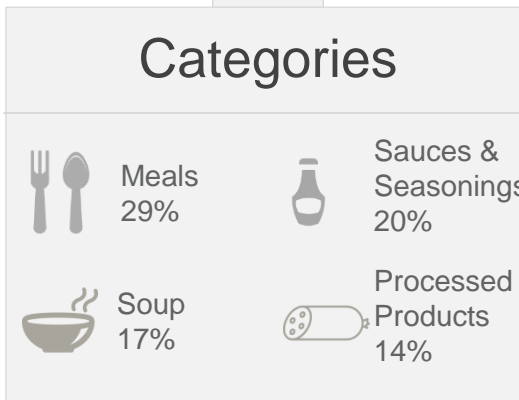 Categories
Meals
29%
Sauces &
Seasonings
20%
Soup
17%
Processed
Products
14%